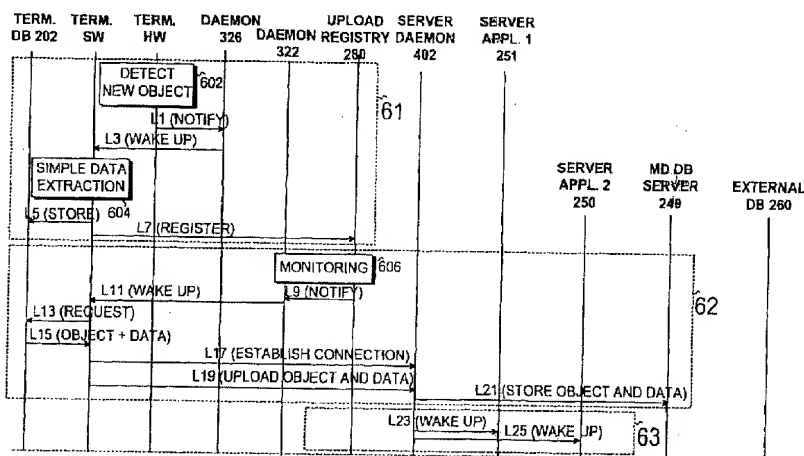 TERM. DB 202
TERM. SW
TERM. HW
DAEMON 326
DAEMON 322
UPLOAD REGISTRY 280
SERVER DAEMON 402
SERVER APPL. 1 251
DETECT NEW OBJECT
602
61
L1 (NOTIFY)
L3 (WAKE UP)
SIMPLE DATA EXTRACTION
604
SERVER APPL. 2 250
MD DB SERVER 249
EXTERNAL DB 260
L5 (STORE)
L7 (REGISTER)
MONITORING
606
L11 (WAKE UP)
L9 (NOTIFY)
62
L13 (REQUEST)
L15 (OBJECT + DATA)
L17 (ESTABLISH CONNECTION)
L19 (UPLOAD OBJECT AND DATA)
L21 (STORE OBJECT AND DATA)
L23 (WAKE UP)
L25 (WAKE UP)
63